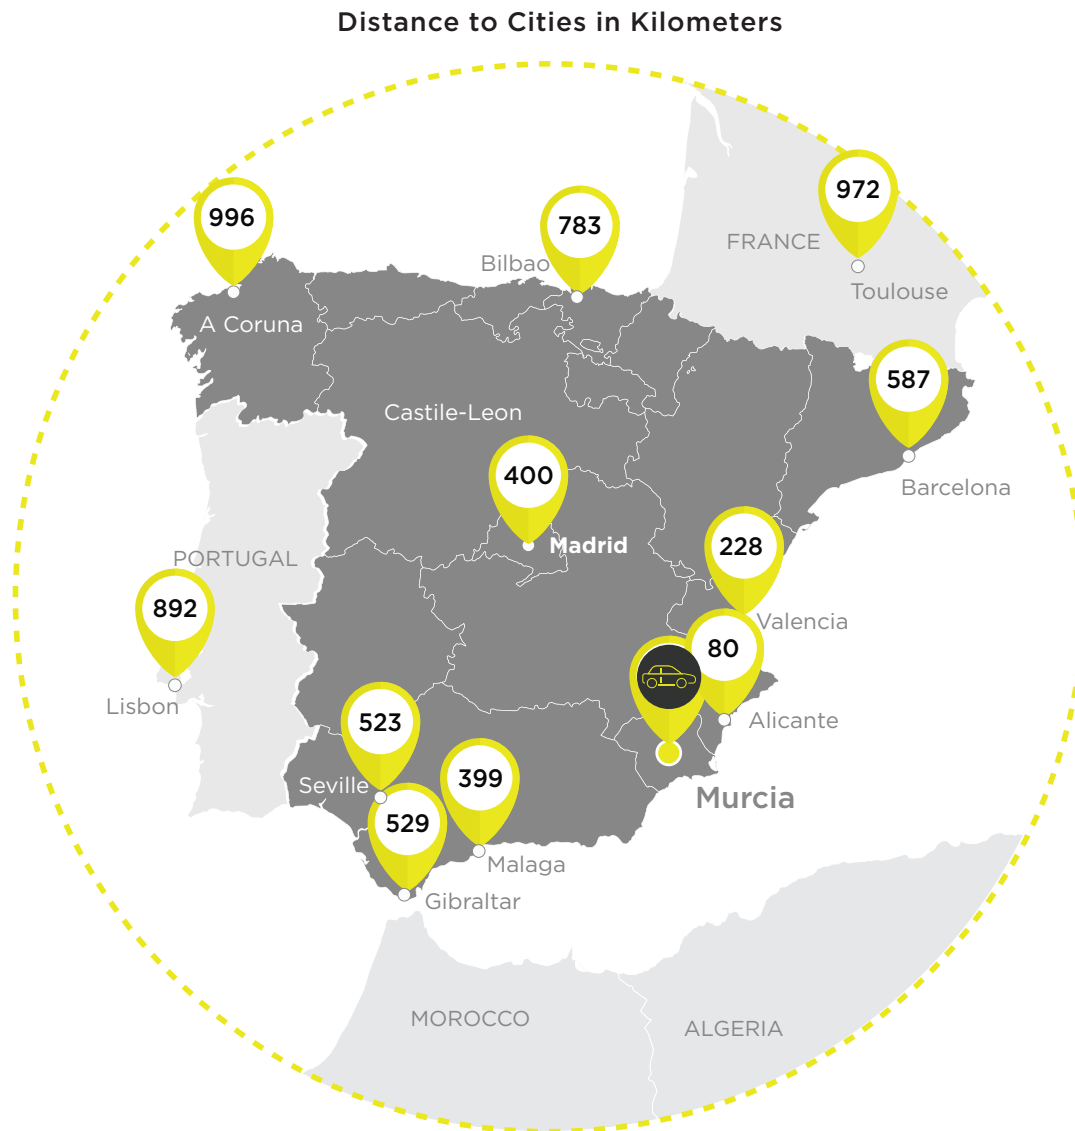 Distance to Cities in Kilometers
972
996
783
FRANCE
Bilbao
Toulouse
A Coruna
587
Castile-Leon
400
Barcelona
Madrid
228
PORTUGAL
892
Valencia
80
Lisbon
Alicante
523
399
Seville
Murcia
529
Malaga
Gibraltar
MOROCCO
ALGERIA